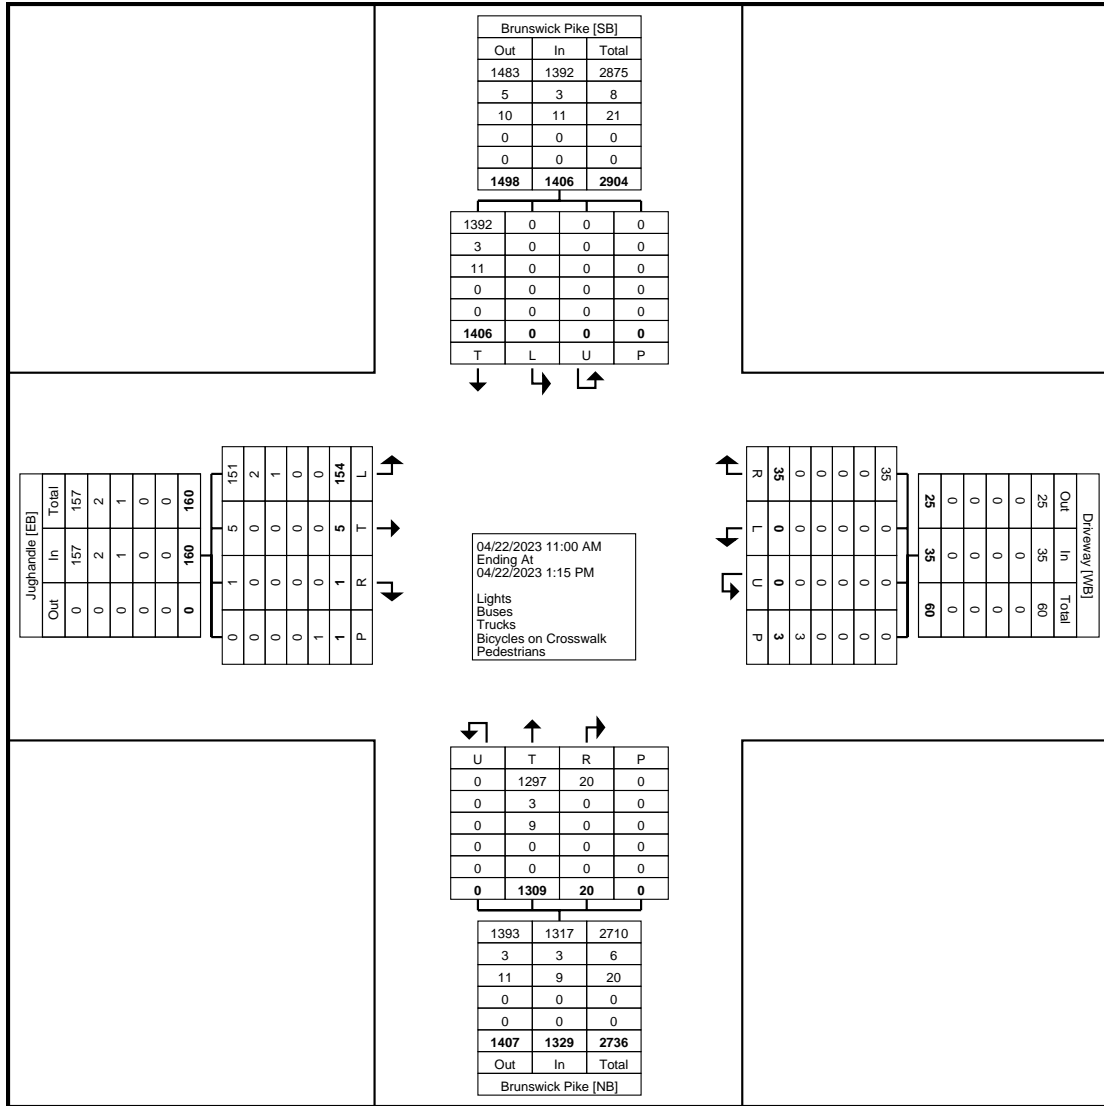 Brunswick Pike [SB]
Out In Total
1483 1392 2875
5 3 8
10 11 21
0 0 0
0 0 0
1498 1406 2904
1392 0 0 0
3 0 0 0
11 0 0 0
0 0 0 0
0 0 0 0
1406 0 0 0
T L U P
Jughandle [EB]
Total 157 2 1 0 0 160
In 157 2 1 0 0 160
Out 0 0 0 0 0 0
151 2 1 0 0 154 L
5 0 0 0 0 5 T
1 0 0 0 0 1 R
0 0 0 0 1 1 P
04/22/2023 11:00 AM
Ending At
04/22/2023 1:15 PM
Lights
Buses
Trucks
Bicycles on Crosswalk
Pedestrians
R 35 0 0 0 0 35
L 0 0 0 0 0 0
U 0 0 0 0 0 0
P 3 3 0 0 0 0
Driveway [WB]
Out 25 0 0 0 0 25
In 35 0 0 0 0 35
Total 60 0 0 0 0 60
U T R P
0 1297 20 0
0 3 0 0
0 9 0 0
0 0 0 0
0 0 0 0
0 1309 20 0
1393 1317 2710
3 3 6
11 9 20
0 0 0
0 0 0
1407 1329 2736
Out In Total
Brunswick Pike [NB]